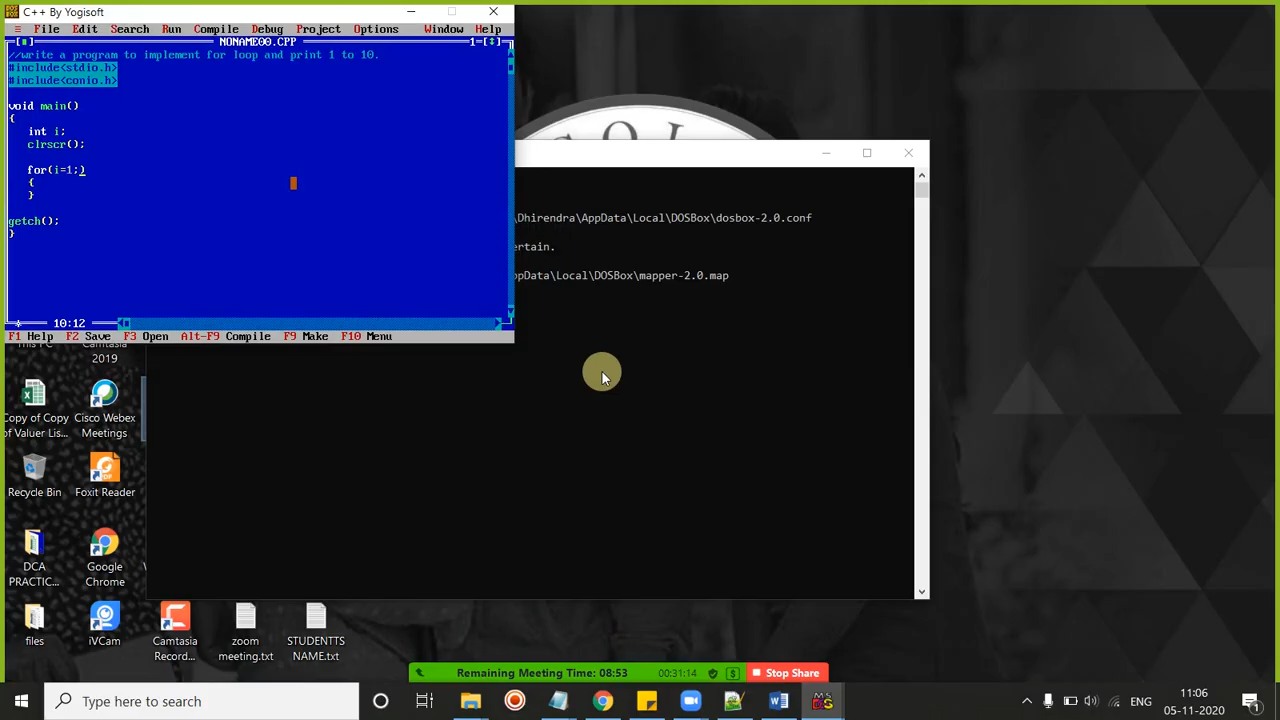 C++ By Yogisoft
≡ File Edit Search Run Compile Debug Project Options Window Help
[■] NONAME00.CPP 1=[↕]
//write a program to implement for loop and print 1 to 10.
#include<stdio.h>
#include<conio.h>
void main()
{
int i;
clrscr();
for(i=1;)
{
}
getch();
}
10:12
F1 Help F2 Save F3 Open Alt-F9 Compile F9 Make F10 Menu
\Dhirendra\AppData\Local\DOSBox\dosbox-2.0.conf
ertain.
ppData\Local\DOSBox\mapper-2.0.map
This PC
Camtasia
2019
Copy of Copy
of Valuer Lis...
Cisco Webex
Meetings
Recycle Bin
Foxit Reader
DCA
PRACTIC...
Google
Chrome
files
iVCam
Camtasia
Record...
zoom
meeting.txt
STUDENTTS
NAME.txt
Remaining Meeting Time: 08:53
00:31:14
Stop Share
Type here to search
ENG
11:06
05-11-2020